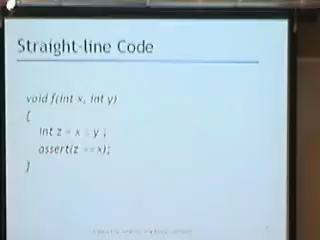 Straight-line Code
void f(int x, int y)
{
int z = x y ;
assert(z ==x);
}